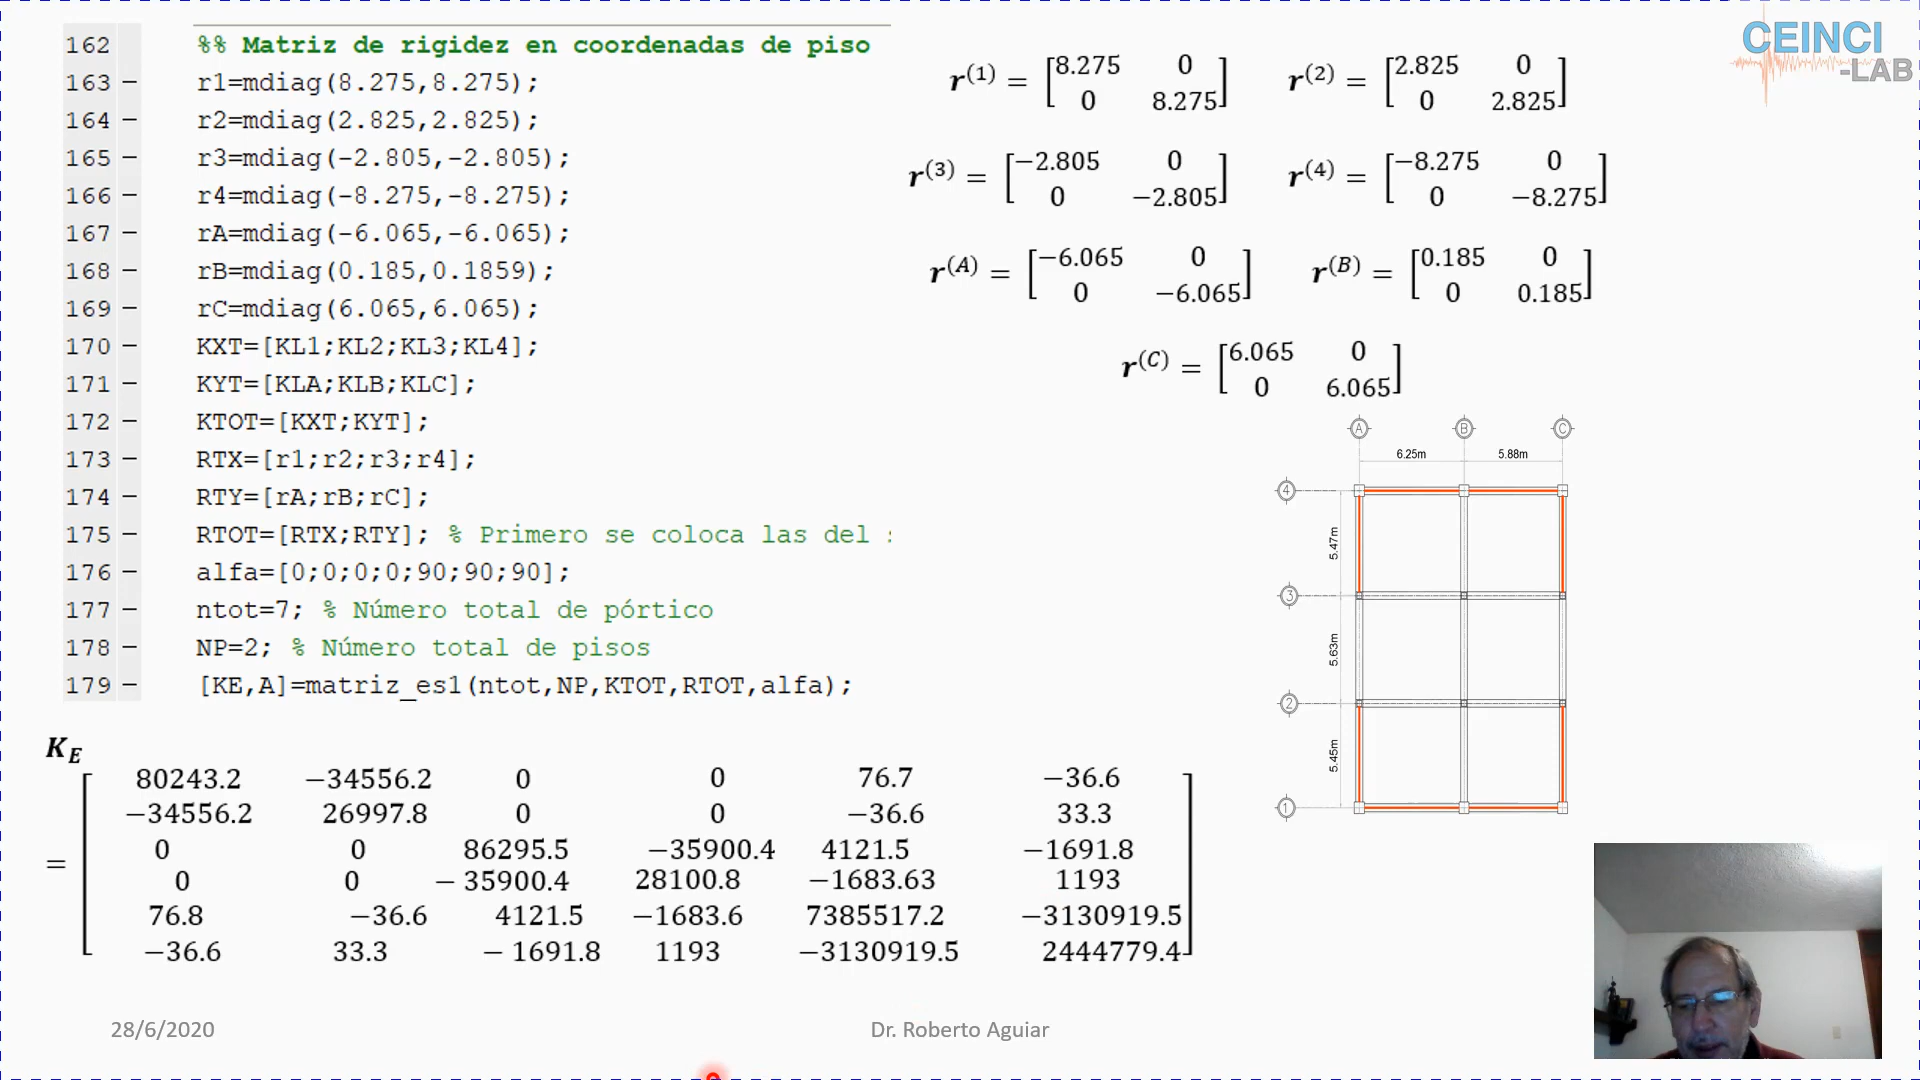 162 %% Matriz de rigidez en coordenadas de piso
163 – r1=mdiag(8.275,8.275);
164 – r2=mdiag(2.825,2.825);
165 – r3=mdiag(-2.805,-2.805);
166 – r4=mdiag(-8.275,-8.275);
167 – rA=mdiag(-6.065,-6.065);
168 – rB=mdiag(0.185,0.1859);
169 – rC=mdiag(6.065,6.065);
170 – KXT=[KL1;KL2;KL3;KL4];
171 – KYT=[KLA;KLB;KLC];
172 – KTOT=[KXT;KYT];
173 – RTX=[r1;r2;r3;r4];
174 – RTY=[rA;rB;rC];
175 – RTOT=[RTX;RTY]; % Primero se coloca las del
176 – alfa=[0;0;0;0;90;90;90];
177 – ntot=7; % Número total de pórtico
178 – NP=2; % Número total de pisos
179 – [KE,A]=matriz_es1(ntot,NP,KTOT,RTOT,alfa);
CEINCI
-LAB
r(1) = [8.275 0
0 8.275]
r(2) = [2.825 0
0 2.825]
r(3) = [−2.805 0
0 −2.805]
r(4) = [−8.275 0
0 −8.275]
r(A) = [−6.065 0
0 −6.065]
r(B) = [0.185 0
0 0.185]
r(C) = [6.065 0
0 6.065]
A B C
6.25m 5.88m
4
5.47m
3
5.63m
2
5.45m
1
KE
=
80243.2 −34556.2 0 0 76.7 −36.6
−34556.2 26997.8 0 0 −36.6 33.3
0 0 86295.5 −35900.4 4121.5 −1691.8
0 0 − 35900.4 28100.8 −1683.63 1193
76.8 −36.6 4121.5 −1683.6 7385517.2 −3130919.5
−36.6 33.3 − 1691.8 1193 −3130919.5 2444779.4
28/6/2020
Dr. Roberto Aguiar